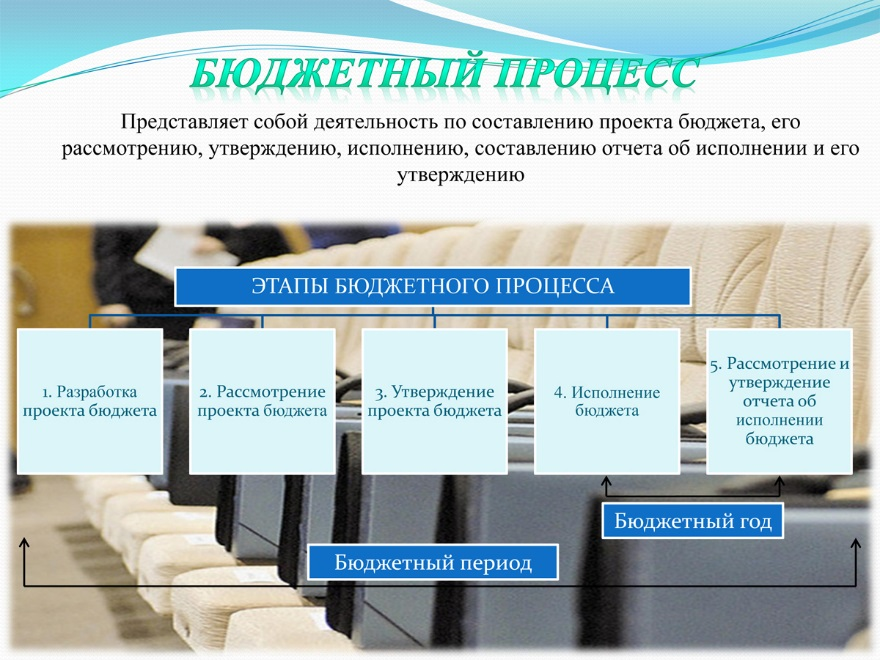 БЮДЖЕТНЫЙ ПРОЦЕСС
Представляет собой деятельность по составлению проекта бюджета, его
рассмотрению, утверждению, исполнению, составлению отчета об исполнении и его
утверждению
ЭТАПЫ БЮДЖЕТНОГО ПРОЦЕССА
1. Разработка
проекта бюджета
2. Рассмотрение
проекта бюджета
3. Утверждение
проекта бюджета
4. Исполнение
бюджета
5. Рассмотрение и
утверждение
отчета об
исполнении
бюджета
Бюджетный год
Бюджетный период